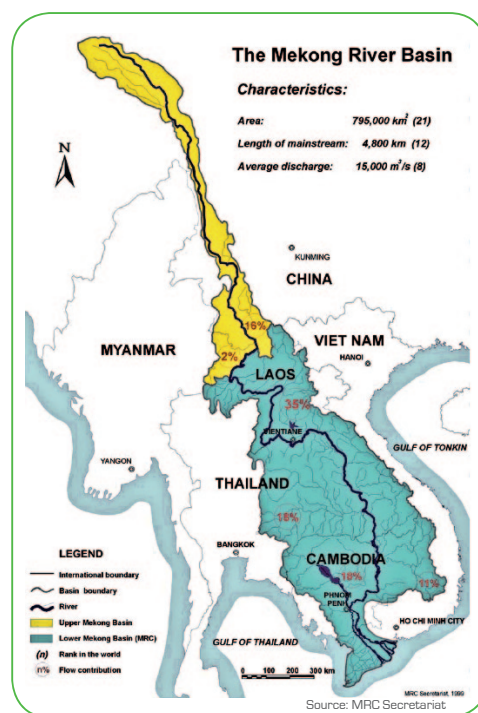 The Mekong River Basin
Characteristics:
Area: 795,000 km² (21)
Length of mainstream: 4,800 km (12)
Average discharge: 15,000 m³/s (8)
N
KUNMING
CHINA
16%
MYANMAR
2%
VIET NAM
HANOI
LAOS
35%
VIENTIANE
GULF OF TONKIN
YANGON
THAILAND
18%
BANGKOK
CAMBODIA
18%
11%
PHNOM
PENH
HO CHI MINH CITY
GULF OF THAILAND
LEGEND
International boundary
Basin boundary
River
Upper Mekong Basin
Lower Mekong Basin (MRC)
(n) Rank in the world
n% Flow contribution
0 100 200 300 km
MRC Secretariat, 1999
Source: MRC Secretariat